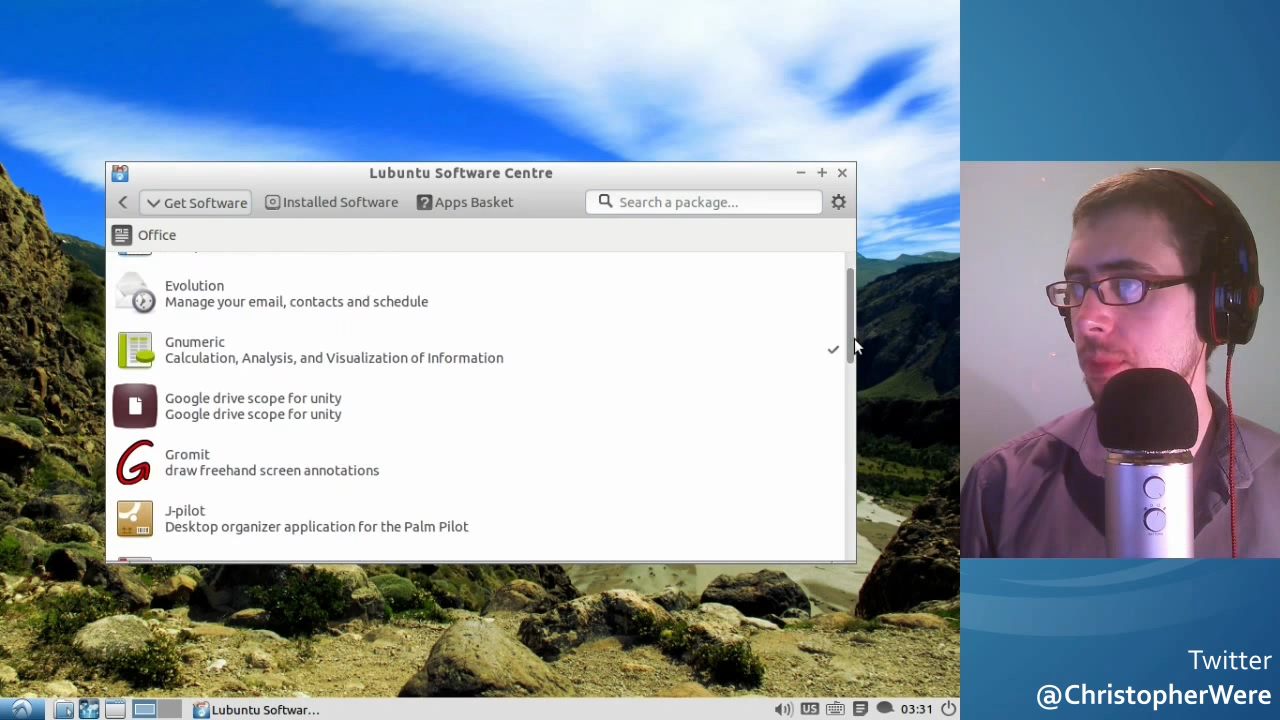 Lubuntu Software Centre
Get Software
Installed Software
Apps Basket
Search a package...
Office
Evolution
Manage your email, contacts and schedule
Gnumeric
Calculation, Analysis, and Visualization of Information
Google drive scope for unity
Google drive scope for unity
Gromit
draw freehand screen annotations
J-pilot
Desktop organizer application for the Palm Pilot
Twitter
@ChristopherWere
Lubuntu Softwar...
US
03:31